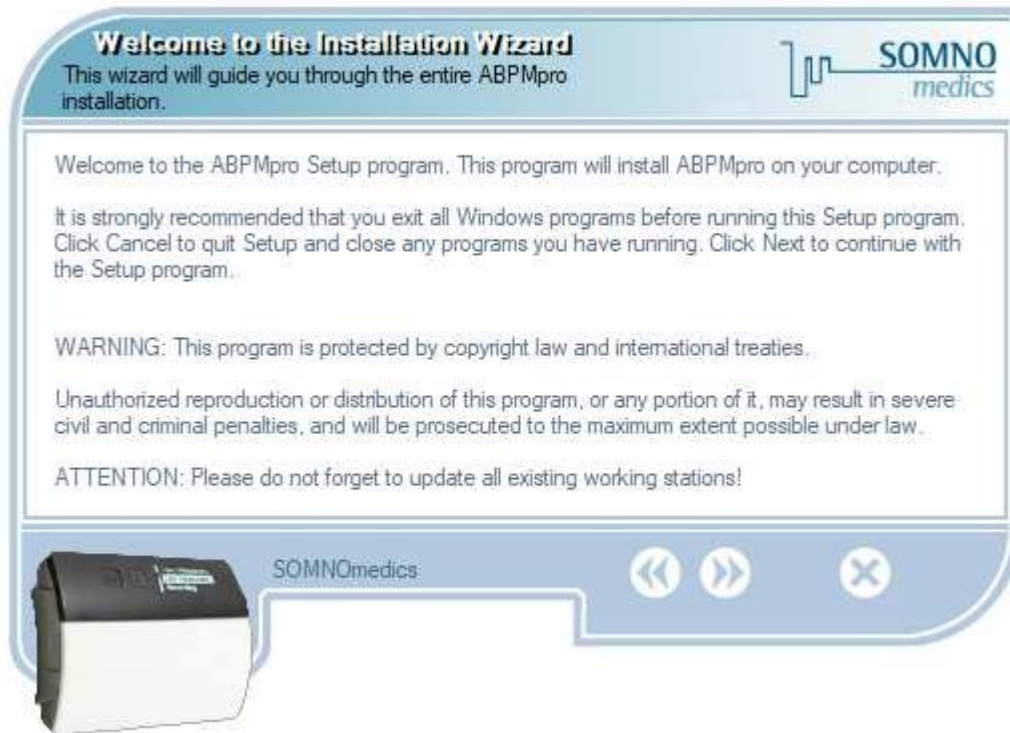 Welcome to the Installation Wizard
This wizard will guide you through the entire ABPMpro
installation.
SOMNO
medics
Welcome to the ABPMpro Setup program. This program will install ABPMpro on your computer.
It is strongly recommended that you exit all Windows programs before running this Setup program.
Click Cancel to quit Setup and close any programs you have running. Click Next to continue with
the Setup program.
WARNING: This program is protected by copyright law and international treaties.
Unauthorized reproduction or distribution of this program, or any portion of it, may result in severe
civil and criminal penalties, and will be prosecuted to the maximum extent possible under law.
ATTENTION: Please do not forget to update all existing working stations!
SOMNOmedics